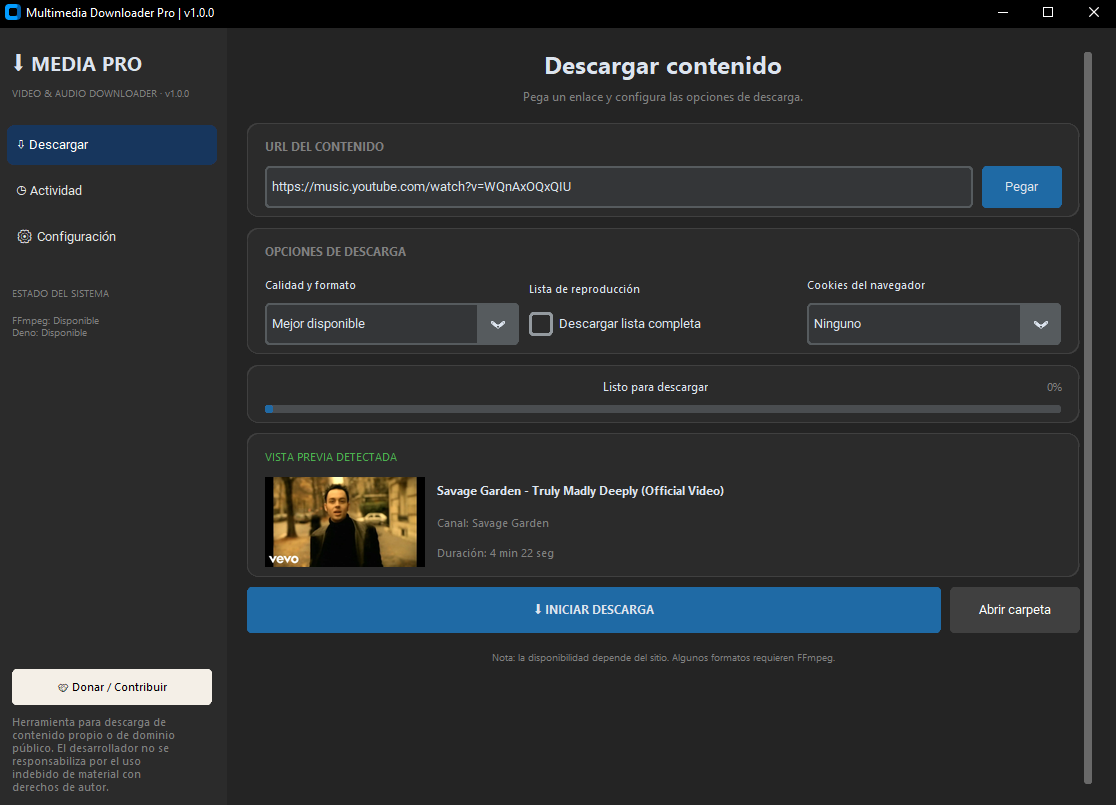 Multimedia Downloader Pro | v1.0.0
⬇ MEDIA PRO
VIDEO & AUDIO DOWNLOADER · v1.0.0
⇩ Descargar
◷ Actividad
⚙ Configuración
ESTADO DEL SISTEMA
FFmpeg: Disponible
Deno: Disponible
Donar / Contribuir
Herramienta para descarga de
contenido propio o de dominio
público. El desarrollador no se
responsabiliza por el uso
indebido de material con
derechos de autor.
Descargar contenido
Pega un enlace y configura las opciones de descarga.
URL DEL CONTENIDO
https://music.youtube.com/watch?v=WQnAxOQxQIU
Pegar
OPCIONES DE DESCARGA
Calidad y formato
Mejor disponible
Lista de reproducción
Descargar lista completa
Cookies del navegador
Ninguno
Listo para descargar
0%
VISTA PREVIA DETECTADA
vevo
Savage Garden - Truly Madly Deeply (Official Video)
Canal: Savage Garden
Duración: 4 min 22 seg
⬇ INICIAR DESCARGA
Abrir carpeta
Nota: la disponibilidad depende del sitio. Algunos formatos requieren FFmpeg.